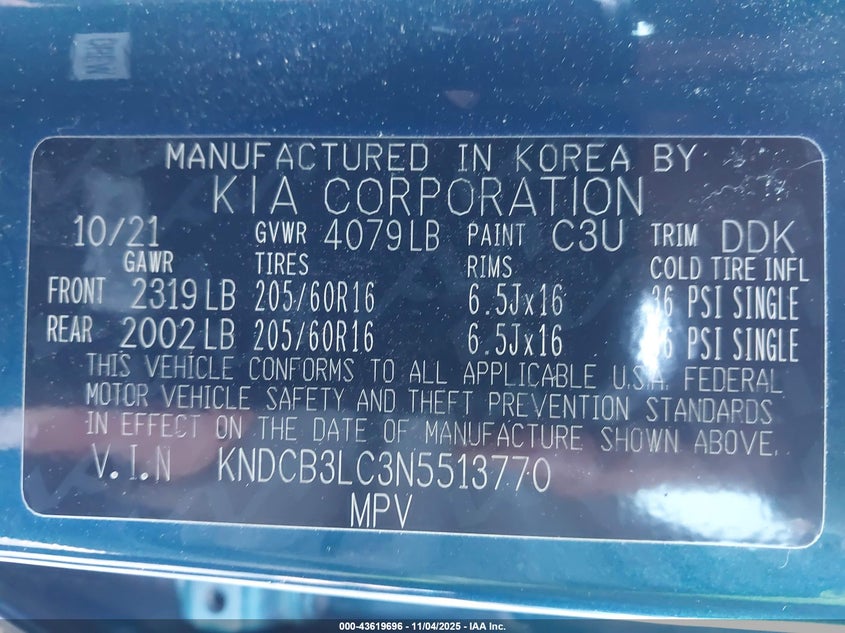 MANUFACTURED IN KOREA BY
KIA CORPORATION
10/21 GVWR 4079LB PAINT C3U TRIM DDK
GAWR TIRES RIMS COLD TIRE INFL
FRONT 2319LB 205/60R16 6.5Jx16 36 PSI SINGLE
REAR 2002LB 205/60R16 6.5Jx16 PSI SINGLE
THIS VEHICLE CONFORMS TO ALL APPLICABLE U.S.A. FEDERAL
MOTOR VEHICLE SAFETY AND THEFT PREVENTION STANDARDS
IN EFFECT ON THE DATE OF MANUFACTURE SHOWN ABOVE.
V.I.N KNDCB3LC3N5513770
MPV
000-43619696 - 11/04/2025 - IAA Inc.